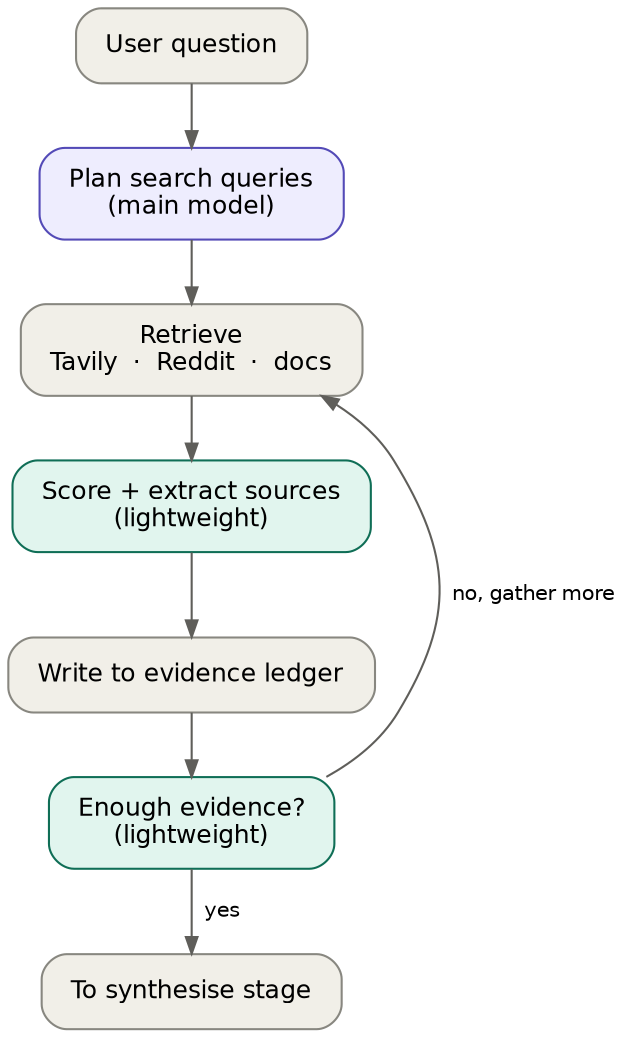 User question
Plan search queries
(main model)
Retrieve
Tavily · Reddit · docs
Score + extract sources
(lightweight)
no, gather more
Write to evidence ledger
Enough evidence?
(lightweight)
yes
To synthesise stage